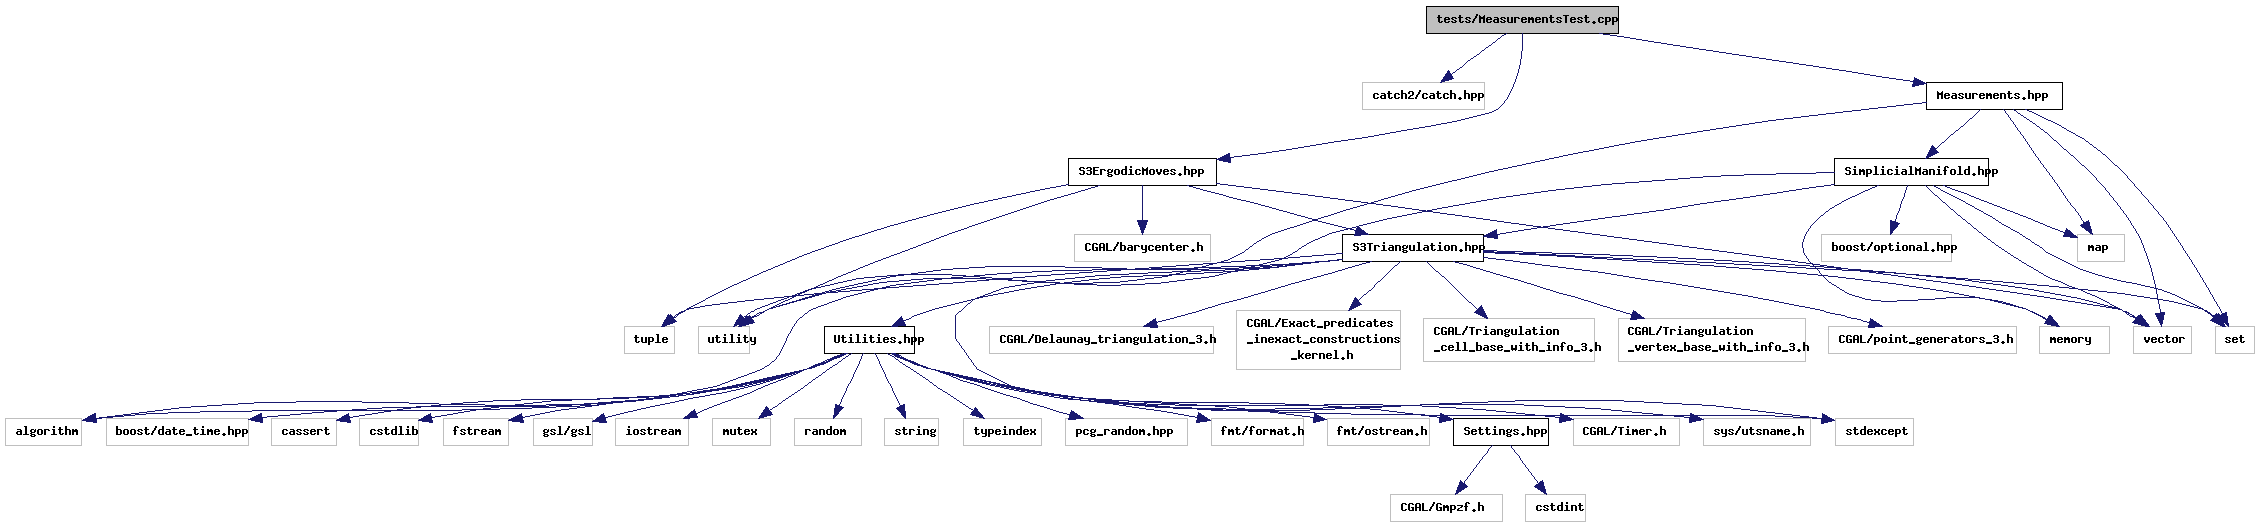 tests/MeasurementsTest.cpp
catch2/catch.hpp
Measurements.hpp
S3ErgodicMoves.hpp
SimplicialManifold.hpp
CGAL/barycenter.h
S3Triangulation.hpp
boost/optional.hpp
map
tuple
utility
Utilities.hpp
CGAL/Delaunay_triangulation_3.h
CGAL/Exact_predicates
_inexact_constructions
_kernel.h
CGAL/Triangulation
_cell_base_with_info_3.h
CGAL/Triangulation
_vertex_base_with_info_3.h
CGAL/point_generators_3.h
memory
vector
set
algorithm
boost/date_time.hpp
cassert
cstdlib
fstream
gsl/gsl
iostream
mutex
random
string
typeindex
pcg_random.hpp
fmt/format.h
fmt/ostream.h
Settings.hpp
CGAL/Timer.h
sys/utsname.h
stdexcept
CGAL/Gmpzf.h
cstdint